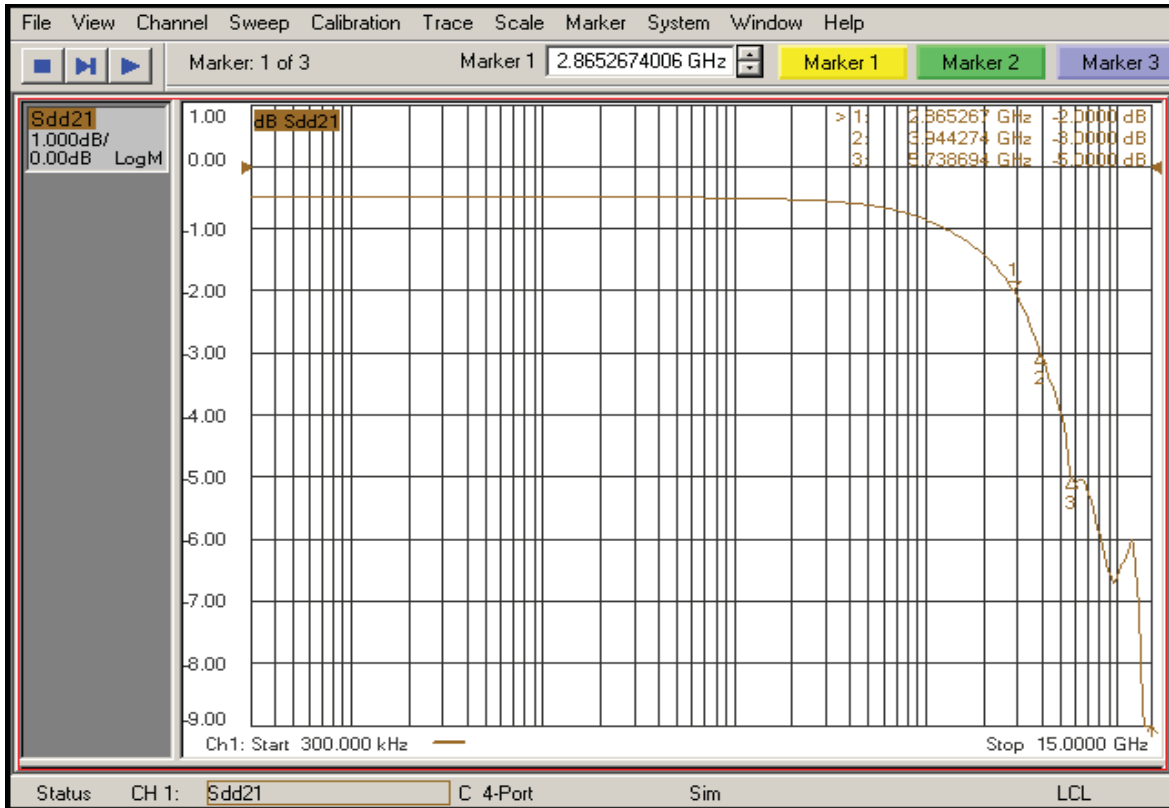 File View Channel Sweep Calibration Trace Scale Marker System Window Help
Marker: 1 of 3
Marker 1 2.8652674006 GHz
Marker 1
Marker 2
Marker 3
Sdd21
1.000dB/
0.00dB LogM
dB Sdd21
> 1: 2.865267 GHz -2.0000 dB
2: 3.944274 GHz -3.0000 dB
3: 5.738694 GHz -5.0000 dB
1.00
0.00
-1.00
-2.00
-3.00
-4.00
-5.00
-6.00
-7.00
-8.00
-9.00
1
2
3
Ch1: Start 300.000 kHz
Stop 15.0000 GHz
Status CH 1: Sdd21 C 4-Port Sim LCL